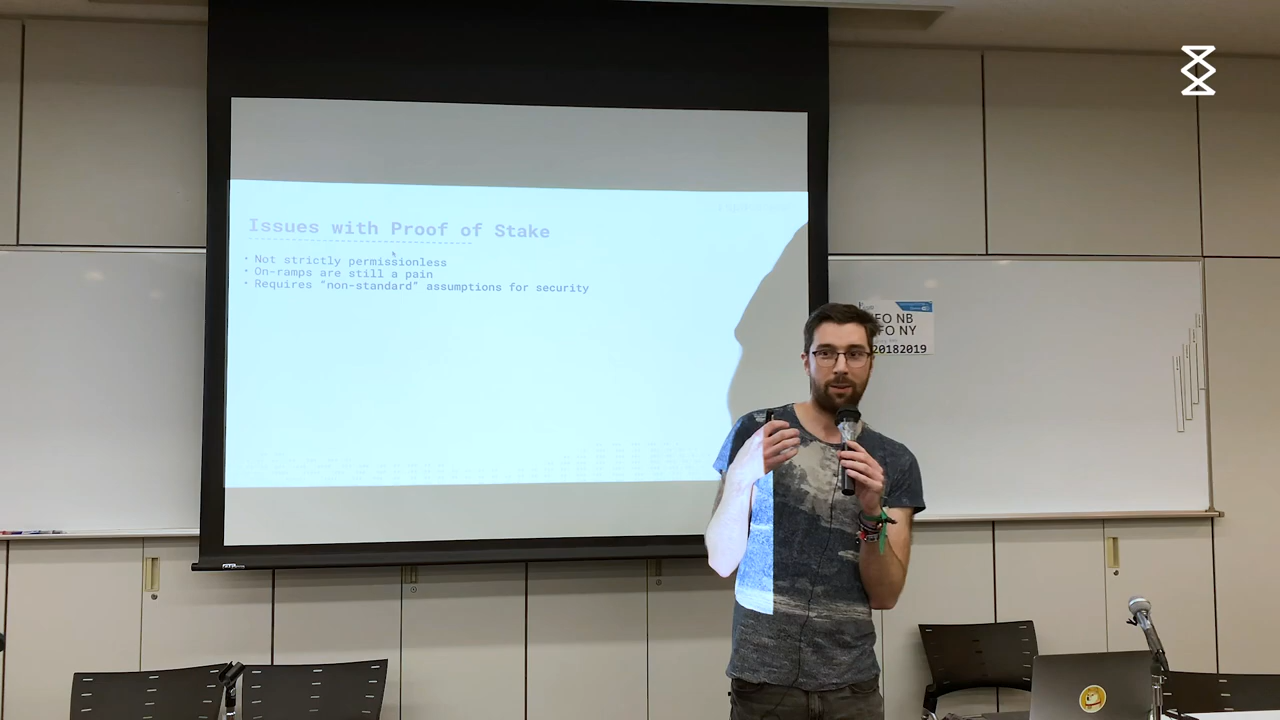 Issues with Proof of Stake
• Not strictly permissionless
• On-ramps are still a pain
• Requires "non-standard" assumptions for security
EO NB
FO NY
20182019